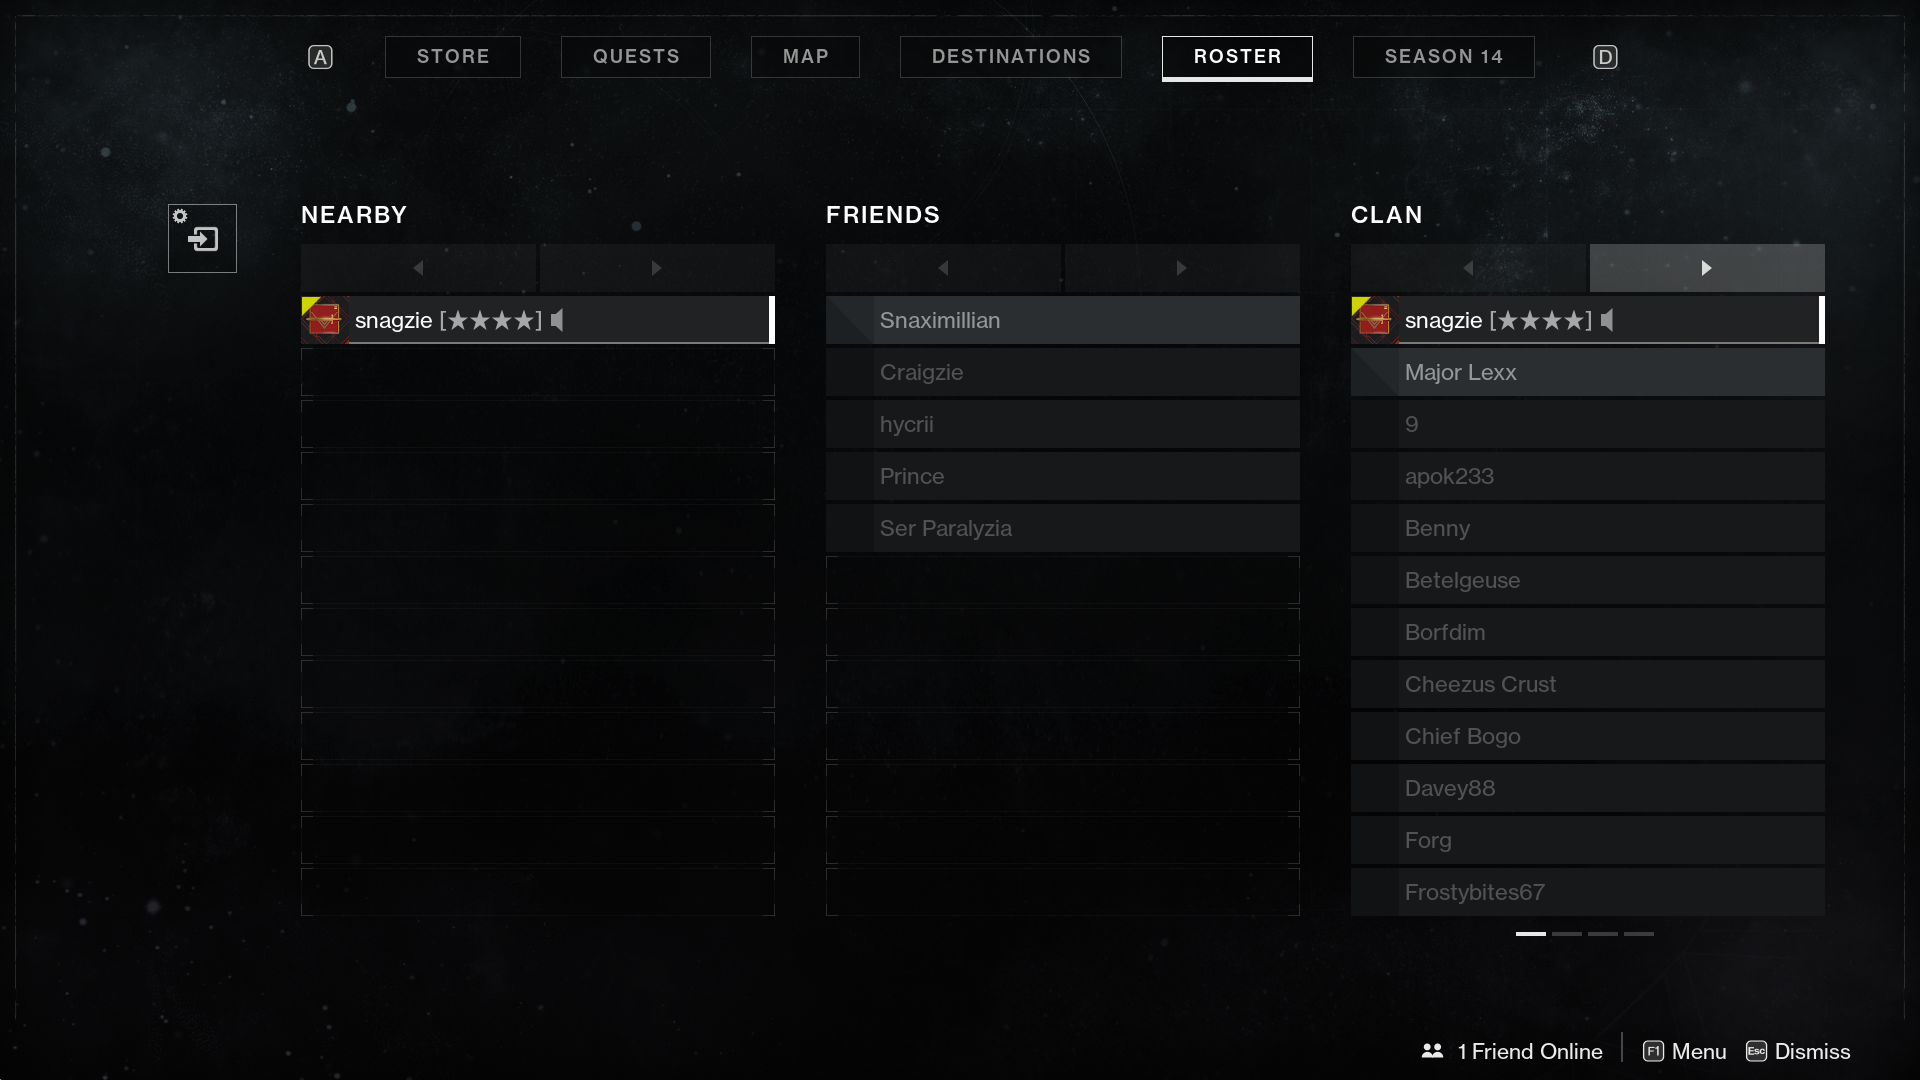 A STORE QUESTS MAP DESTINATIONS ROSTER SEASON 14 D
NEARBY
snagzie [★★★★]
FRIENDS
Snaximillian
Craigzie
hycrii
Prince
Ser Paralyzia
CLAN
snagzie [★★★★]
Major Lexx
9
apok233
Benny
Betelgeuse
Borfdim
Cheezus Crust
Chief Bogo
Davey88
Forg
Frostybites67
1 Friend Online F1 Menu Esc Dismiss